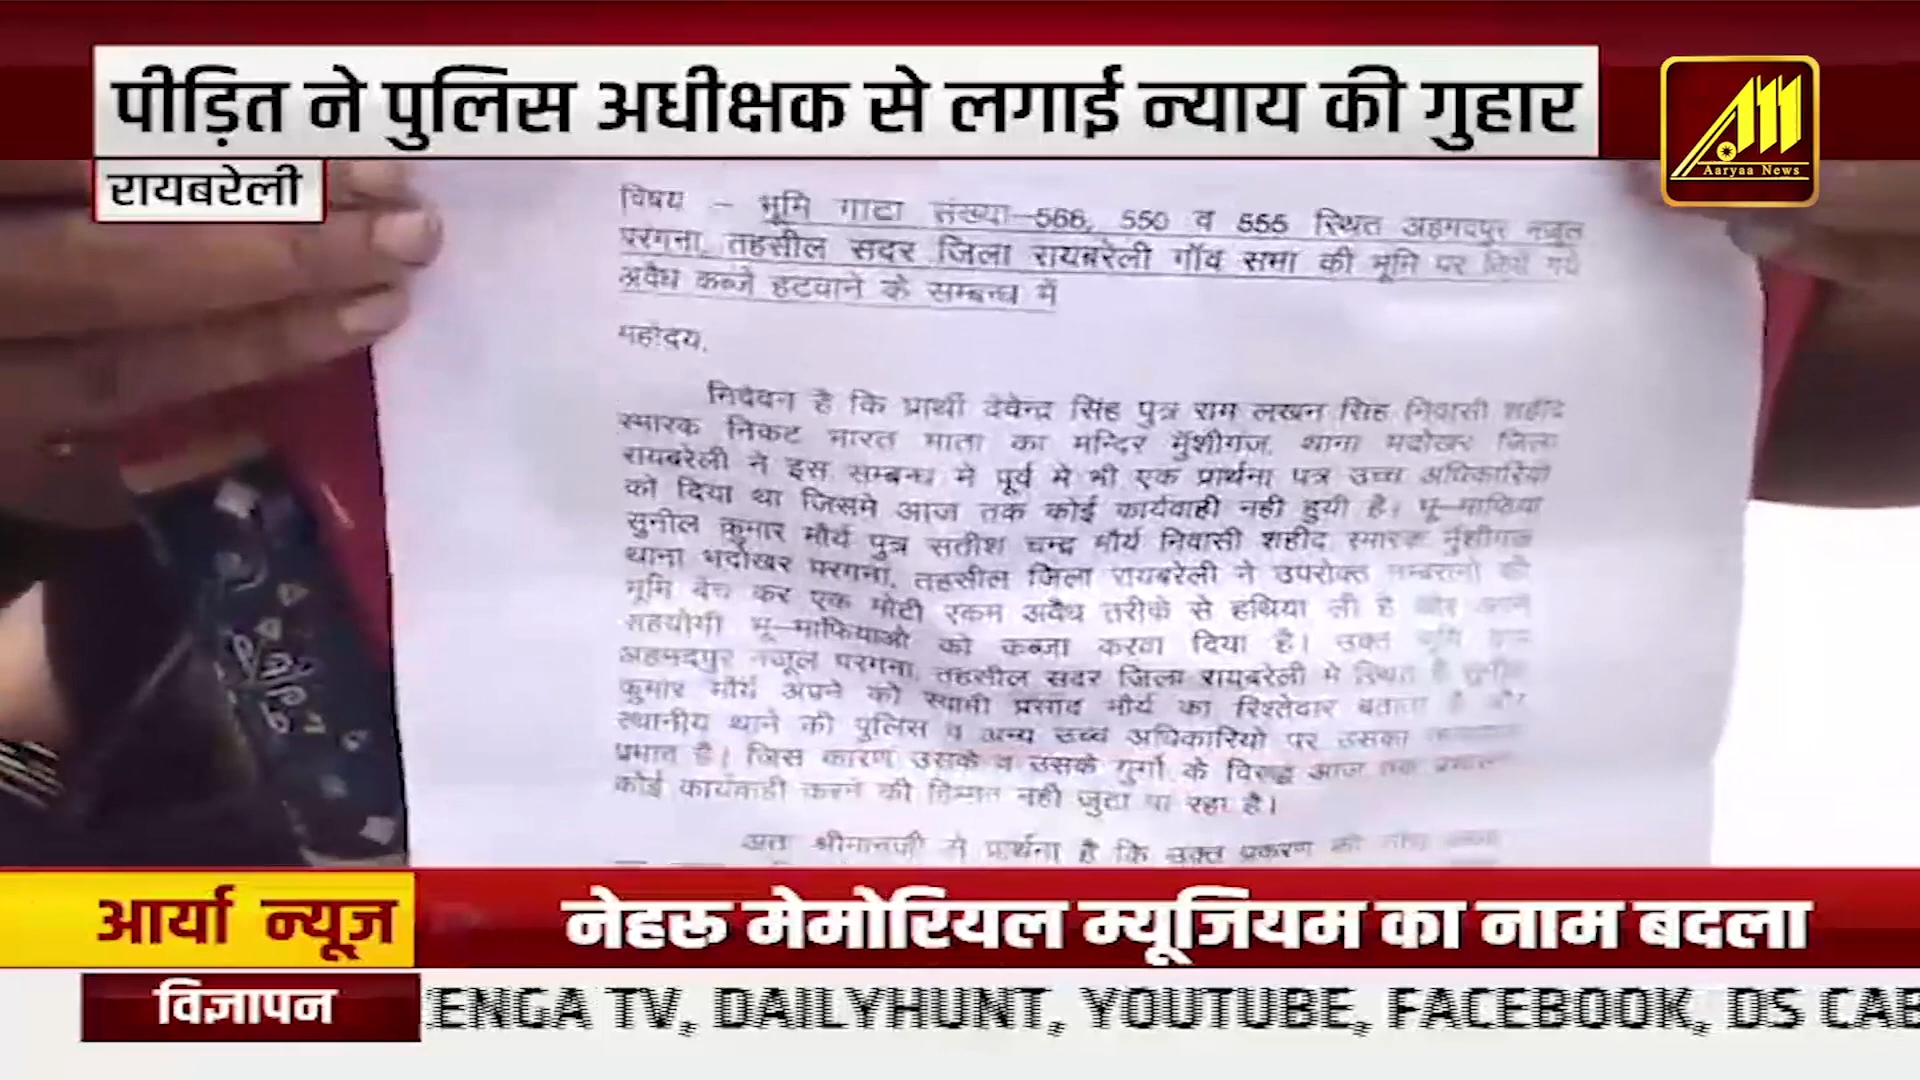 पीड़ित ने पुलिस अधीक्षक से लगाई न्याय की गुहार
रायबरेली
Aaryaa News
विषय – भूमि गाटा संख्या–566, 550 व 555 स्थित अहमदपुर नजूल
परगना, तहसील सदर जिला रायबरेली गॉव सभा की भूमि पर किये गये
अवैध कब्जे हटवाने के सम्बन्ध में
महोदय,
निवेदन है कि प्रार्थी देवेन्द्र सिंह पुत्र राम लखन सिंह निवासी शहीद
स्मारक निकट भारत माता का मन्दिर मुॅशीगंज, थाना भदोखर जिला
रायबरेली ने इस सम्बन्ध मे पूर्व मे भी एक प्रार्थना पत्र उच्च अधिकारियो
को दिया था जिसमे आज तक कोई कार्यवाही नही हुयी है। भू–माफिया
सुनील कुमार मौर्य पुत्र सतीश चन्द्र मौर्य निवासी शहीद स्मारक मुॅशीगंज
थाना भदोखर परगना, तहसील जिला रायबरेली ने उपरोक्त नम्बरानो की
भूमि बेच कर एक मोटी रकम अवैध तरीके से हथिया ली है और अपने
सहयोगी भू–माफियाओ को कब्जा करवा दिया है। उक्त भूमि
अहमदपुर नजूल परगना, तहसील सदर जिला रायबरेली मे स्थित है सुनील
कुमार मौर्य अपने को स्वामी प्रसाद मौर्य का रिश्तेदार बताता है और
स्थानीय थाने की पुलिस व अन्य उच्च अधिकारियो पर उसका
प्रभाव है। जिस कारण उसके व उसके गुर्गो के विरुद्ध आज तक
कोई कार्यवाही करने की हिम्मत नही जुटा पा रहा है।
अतः श्रीमानजी से प्रार्थना है कि उक्त प्रकरण की
आर्या न्यूज
नेहरू मेमोरियल म्यूजियम का नाम बदला
विज्ञापन
ENGA TV, DAILYHUNT, YOUTUBE, FACEBOOK, DS CAB